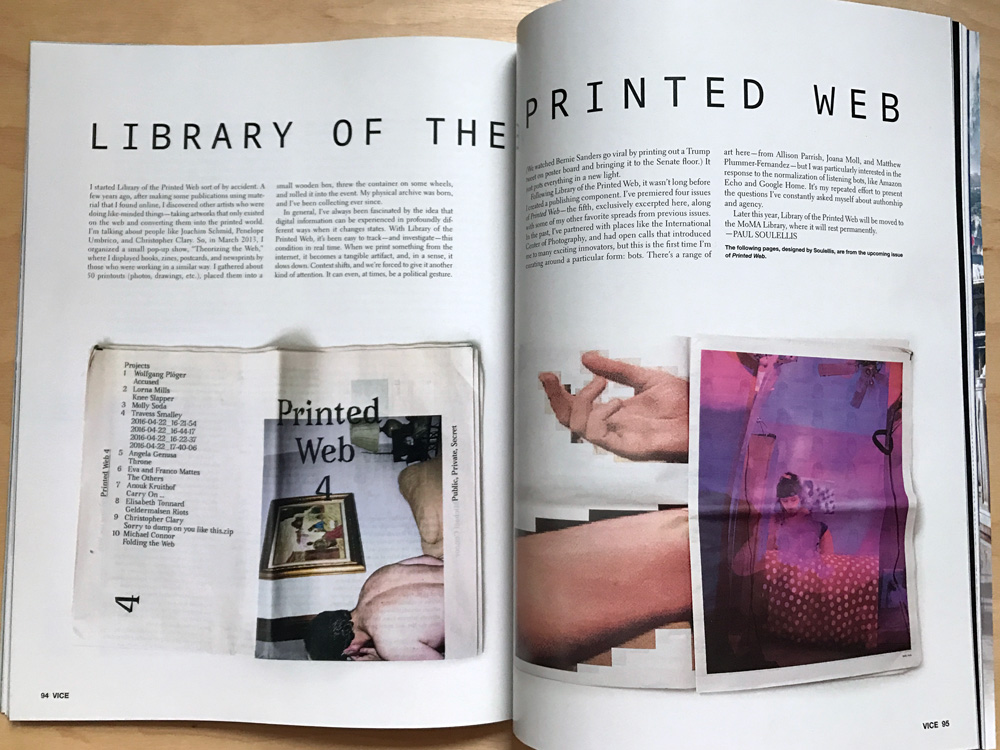 LIBRARY OF THE PRINTED WEB
I started Library of the Printed Web sort of by accident. A
few years ago, after making some publications using mate-
rial that I found online, I discovered other artists who were
doing like-minded things—taking artworks that only existed
on the web and converting them into the printed world.
I'm talking about people like Joachim Schmid, Penelope
Umbrico, and Christopher Clary. So, in March 2013, I
organized a small pop-up show, "Theorizing the Web,"
where I displayed books, zines, postcards, and newsprints by
those who were working in a similar way. I gathered about
50 printouts (photos, drawings, etc.), placed them into a
small wooden box, threw the container on some wheels,
and rolled it into the event. My physical archive was born,
and I've been collecting ever since.
In general, I've always been fascinated by the idea that
digital information can be experienced in profoundly dif-
ferent ways when it changes states. With Library of the
Printed Web, it's been easy to track—and investigate—this
condition in real time. When we print something from the
internet, it becomes a tangible artifact, and, in a sense, it
slows down. Context shifts, and we're forced to give it another
kind of attention. It can even, at times, be a political gesture.
watched Bernie Sanders go viral by printing out a Trump
on poster board and bringing it to the Senate floor.) It
puts everything in a new light.
Following Library of the Printed Web, it wasn't long before
I created a publishing component. I've premiered four issues
of Printed Web—the fifth, exclusively excerpted here, along
with some of my other favorite spreads from previous issues.
In the past, I've partnered with places like the International
Center of Photography, and had open calls that introduced
me to many exciting innovators, but this is the first time I'm
curating around a particular form: bots. There's a range of
art here—from Allison Parrish, Joana Moll, and Matthew
Plummer-Fernandez—but I was particularly interested in the
response to the normalization of listening bots, like Amazon
Echo and Google Home. It's my repeated effort to present
the questions I've constantly asked myself about authorship
and agency.
Later this year, Library of the Printed Web will be moved to
the MoMA Library, where it will rest permanently.
—PAUL SOULELLIS
The following pages, designed by Soulellis, are from the upcoming issue
of Printed Web.
Projects
1 Wolfgang Plöger
Accused
2 Lorna Mills
Knee Slapper
3 Molly Soda
4 Travess Smalley
2016-04-22_16-21-54
2016-04-22_16-44-17
2016-04-22_16-22-37
2016-04-22_17-40-06
5 Angela Genusa
Throne
6 Eva and Franco Mattes
The Others
7 Anouk Kruithof
Carry On ..
8 Elisabeth Tonnard
Geldermalsen Riots
9 Christopher Clary
Sorry to dump on you like this.zip
10 Michael Connor
Folding the Web
Printed Web 4
4
Printed
Web
4
Public, Private, Secret
94 VICE
VICE 95